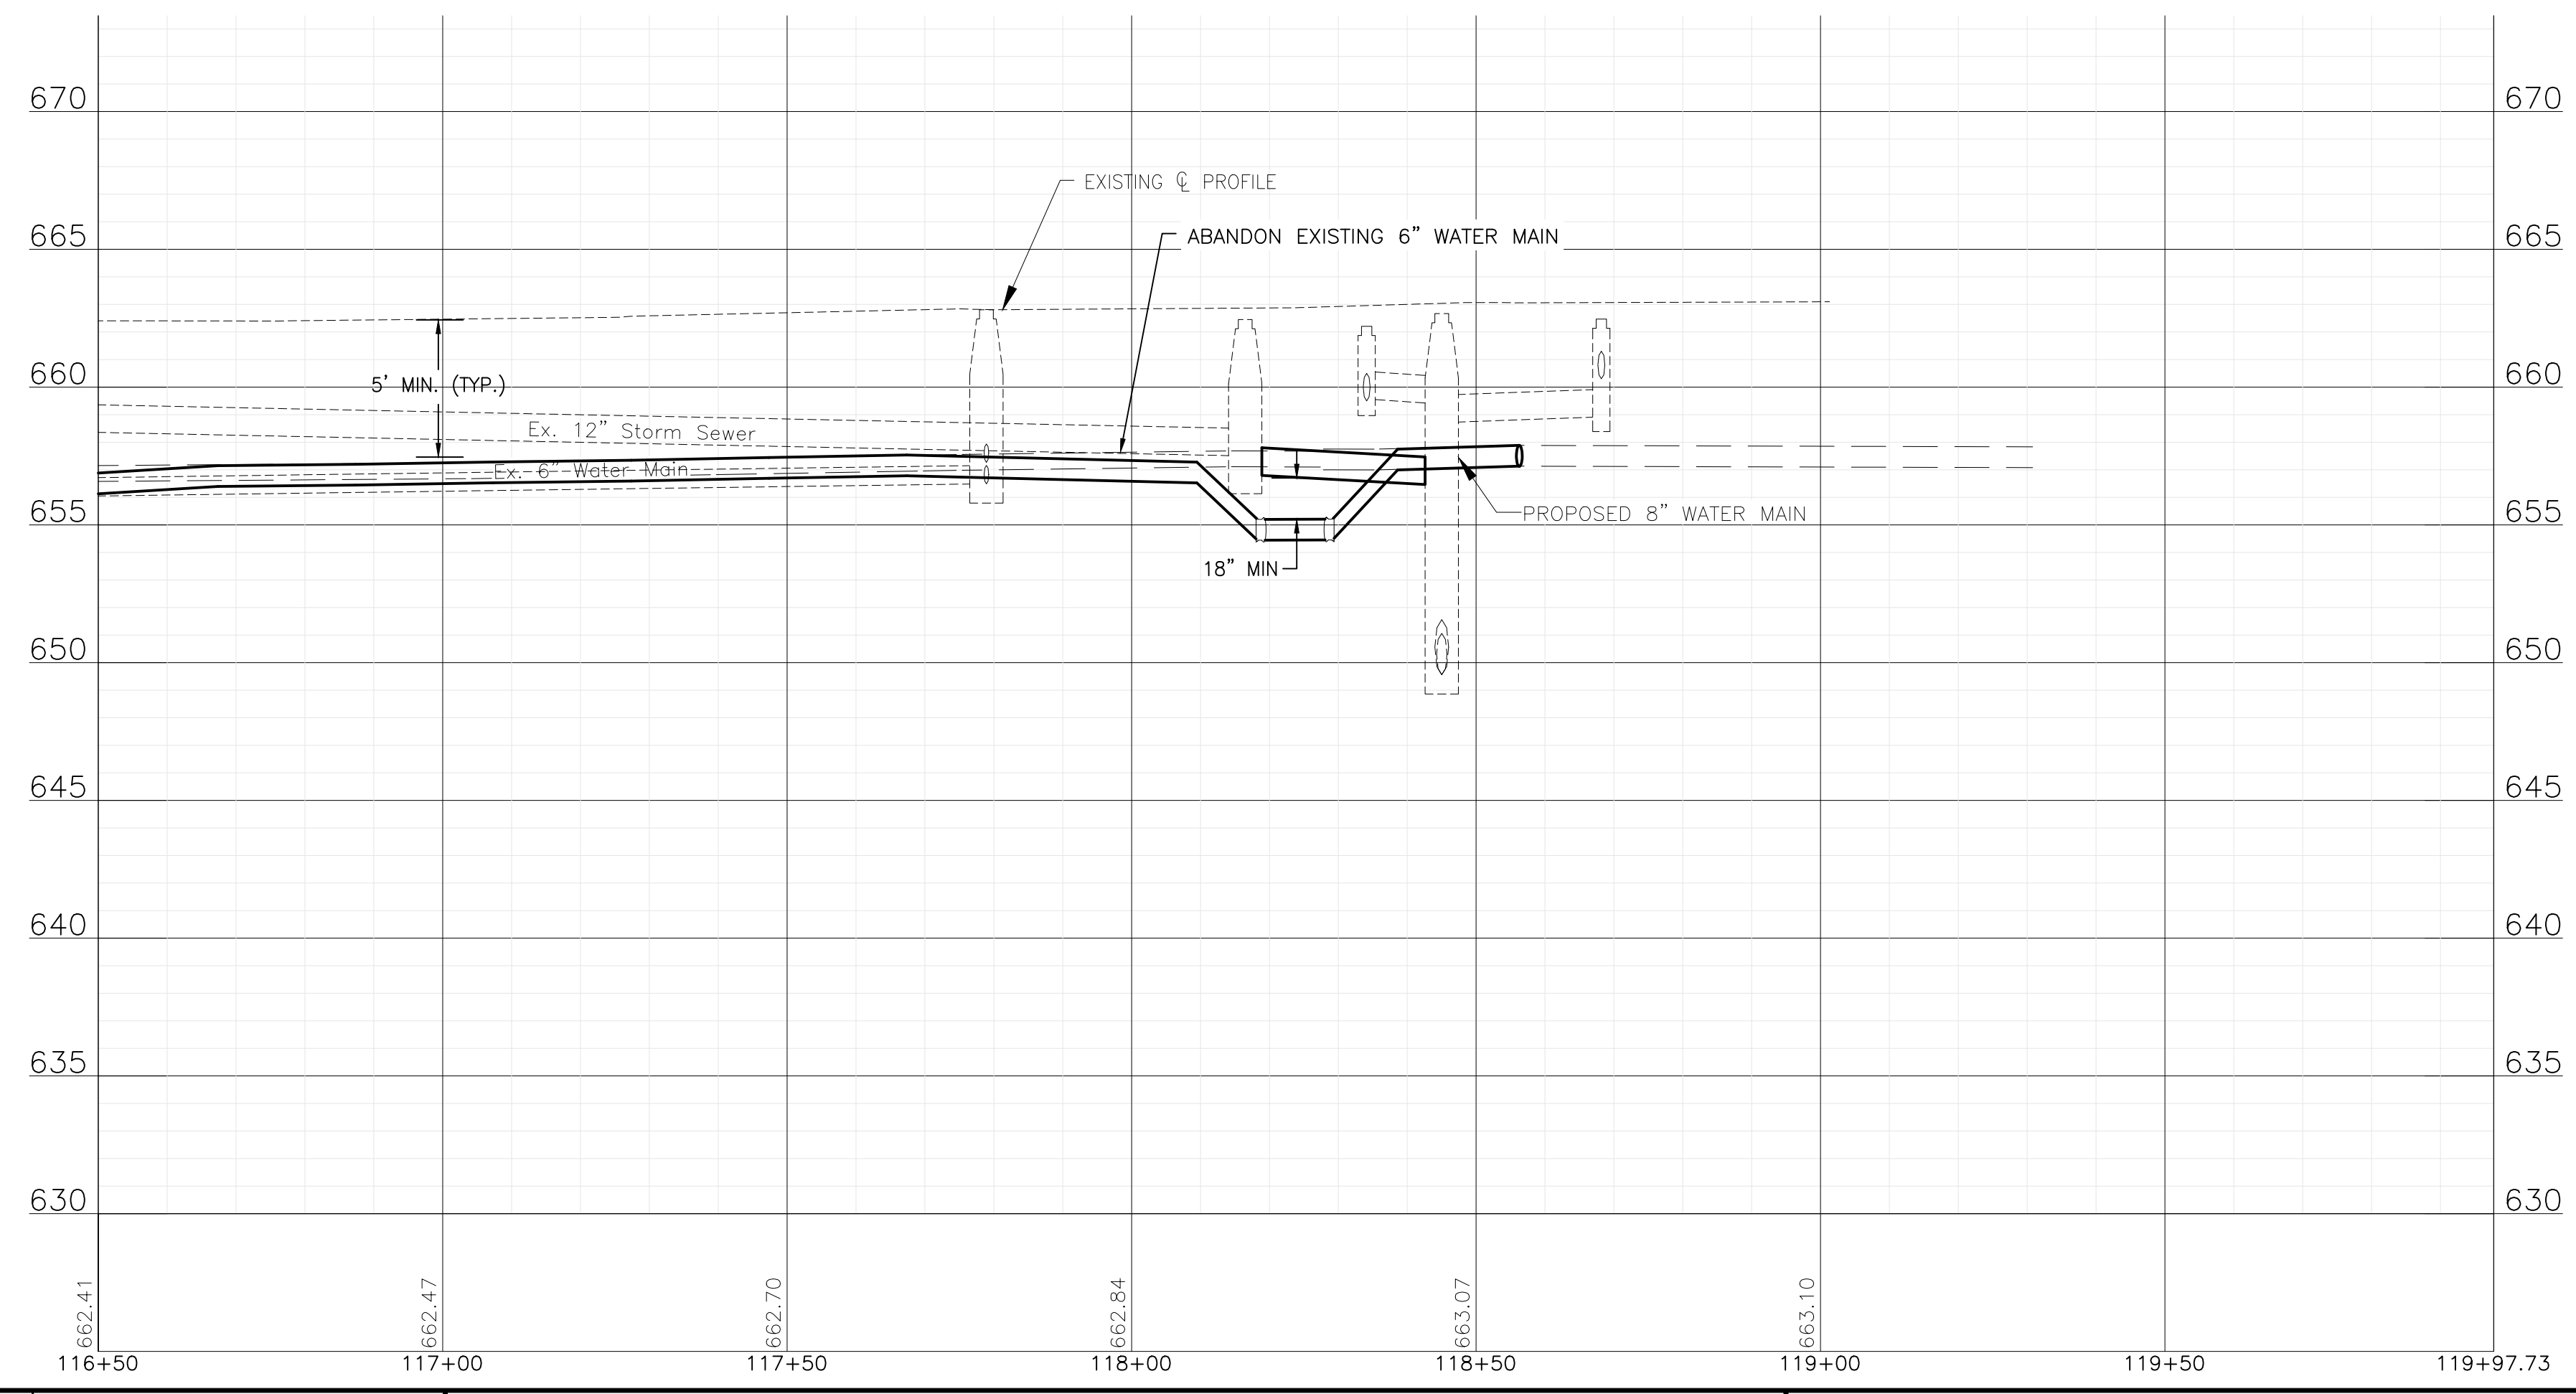 670 670
EXISTING ℄ PROFILE
665 ABANDON EXISTING 6” WATER MAIN 665
660 5’ MIN. (TYP.) 660
Ex. 12” Storm Sewer
Ex. 6” Water Main
655 PROPOSED 8” WATER MAIN 655
18” MIN
650 650
645 645
640 640
635 635
630 630
662.41 662.47 662.70 662.84 663.07 663.10
116+50 117+00 117+50 118+00 118+50 119+00 119+50 119+97.73